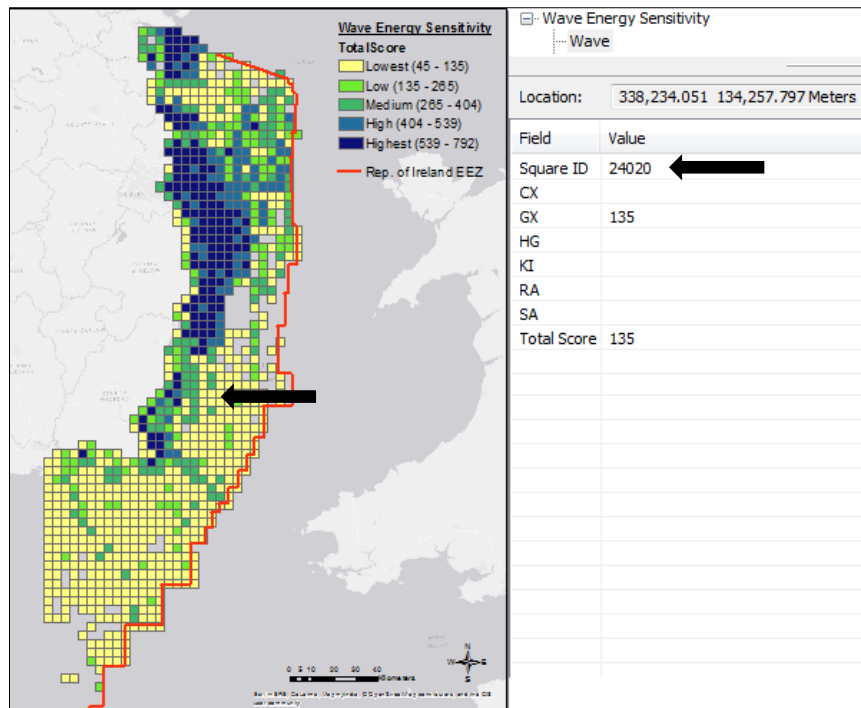 Wave Energy Sensitivity
TotalScore
Lowest (45 - 135)
Low (135 - 265)
Medium (265 - 404)
High (404 - 539)
Highest (539 - 792)
Rep. of Ireland EEZ
N
W E
S
0 5 10 20 30 40
Kilometers
Wave Energy Sensitivity
Wave
Location: 338,234.051 134,257.797 Meters
Field Value
Square ID 24020
CX
GX 135
HG
KI
RA
SA
Total Score 135